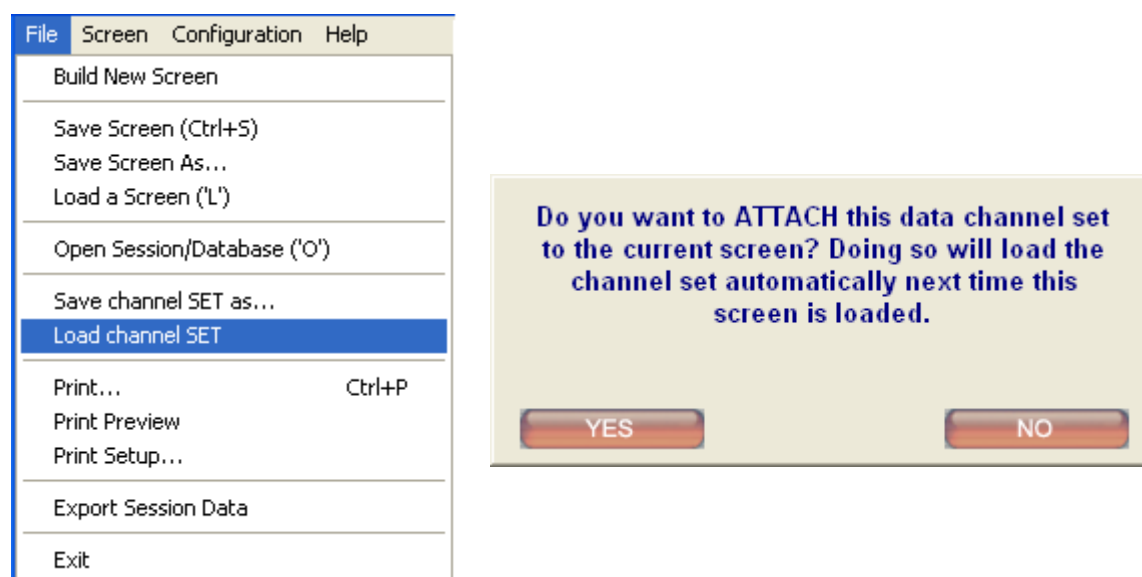 File Screen Configuration Help
Build New Screen
Save Screen (Ctrl+S)
Save Screen As...
Load a Screen ('L')
Open Session/Database ('O')
Save channel SET as...
Load channel SET
Print... Ctrl+P
Print Preview
Print Setup...
Export Session Data
Exit
Do you want to ATTACH this data channel set
to the current screen? Doing so will load the
channel set automatically next time this
screen is loaded.
YES NO